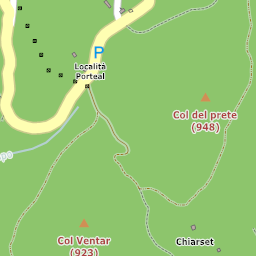 P
Località
Porteal
Col del prete
(948)
Col Ventar
(923)
Chiarset